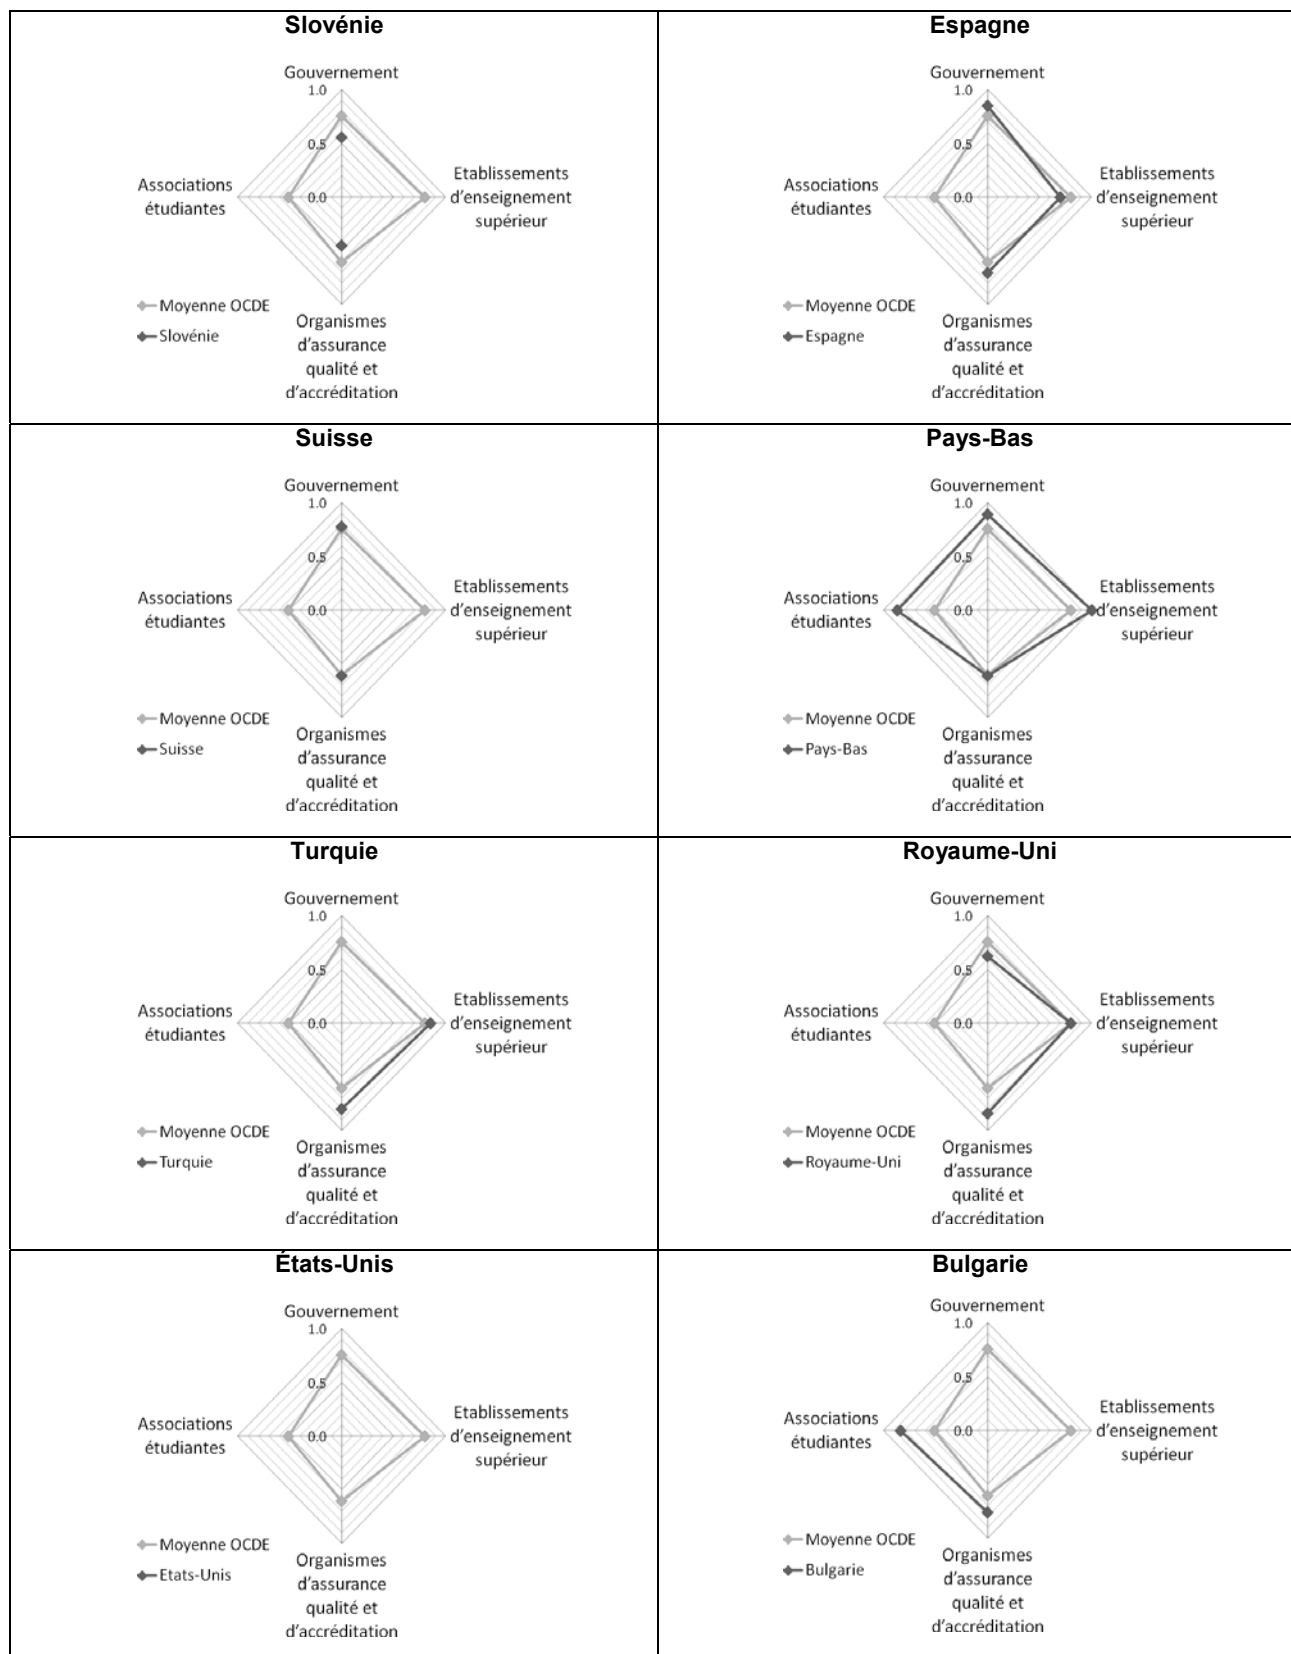 Slovénie
Gouvernement
1.0
0.5
0.0
Associations
étudiantes
Etablissements
d'enseignement
supérieur
Moyenne OCDE
Slovénie
Organismes
d'assurance
qualité et
d'accréditation
Espagne
Gouvernement
1.0
0.5
0.0
Associations
étudiantes
Etablissements
d'enseignement
supérieur
Moyenne OCDE
Espagne
Organismes
d'assurance
qualité et
d'accréditation
Suisse
Gouvernement
1.0
0.5
0.0
Associations
étudiantes
Etablissements
d'enseignement
supérieur
Moyenne OCDE
Suisse
Organismes
d'assurance
qualité et
d'accréditation
Pays-Bas
Gouvernement
1.0
0.5
0.0
Associations
étudiantes
Etablissements
d'enseignement
supérieur
Moyenne OCDE
Pays-Bas
Organismes
d'assurance
qualité et
d'accréditation
Turquie
Gouvernement
1.0
0.5
0.0
Associations
étudiantes
Etablissements
d'enseignement
supérieur
Moyenne OCDE
Turquie
Organismes
d'assurance
qualité et
d'accréditation
Royaume-Uni
Gouvernement
1.0
0.5
0.0
Associations
étudiantes
Etablissements
d'enseignement
supérieur
Moyenne OCDE
Royaume-Uni
Organismes
d'assurance
qualité et
d'accréditation
États-Unis
Gouvernement
1.0
0.5
0.0
Associations
étudiantes
Etablissements
d'enseignement
supérieur
Moyenne OCDE
Etats-Unis
Organismes
d'assurance
qualité et
d'accréditation
Bulgarie
Gouvernement
1.0
0.5
0.0
Associations
étudiantes
Etablissements
d'enseignement
supérieur
Moyenne OCDE
Bulgarie
Organismes
d'assurance
qualité et
d'accréditation